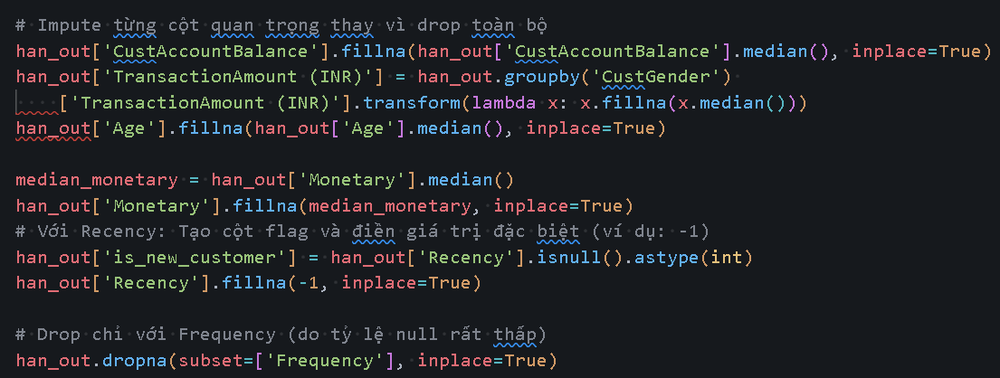 # Impute từng cột quan trọng thay vì drop toàn bộ
han_out['CustAccountBalance'].fillna(han_out['CustAccountBalance'].median(), inplace=True)
han_out['TransactionAmount (INR)'] = han_out.groupby('CustGender')
    ['TransactionAmount (INR)'].transform(lambda x: x.fillna(x.median()))
han_out['Age'].fillna(han_out['Age'].median(), inplace=True)
median_monetary = han_out['Monetary'].median()
han_out['Monetary'].fillna(median_monetary, inplace=True)
# Với Recency: Tạo cột flag và điền giá trị đặc biệt (ví dụ: -1)
han_out['is_new_customer'] = han_out['Recency'].isnull().astype(int)
han_out['Recency'].fillna(-1, inplace=True)
# Drop chỉ với Frequency (do tỷ lệ null rất thấp)
han_out.dropna(subset=['Frequency'], inplace=True)